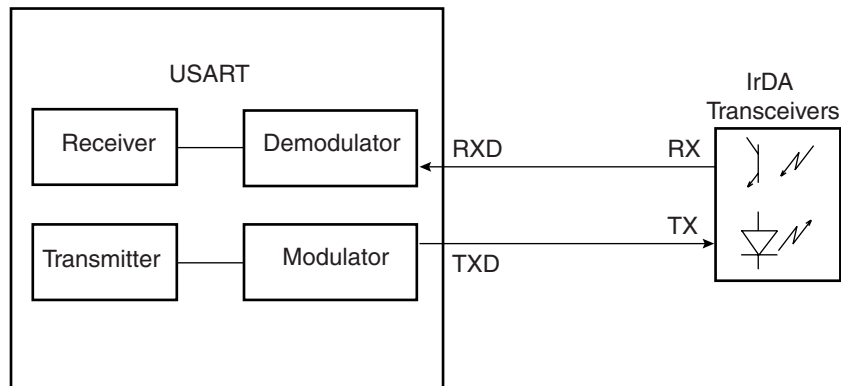 USART
IrDA
Transceivers
Receiver
Demodulator
RXD
RX
Transmitter
Modulator
TXD
TX